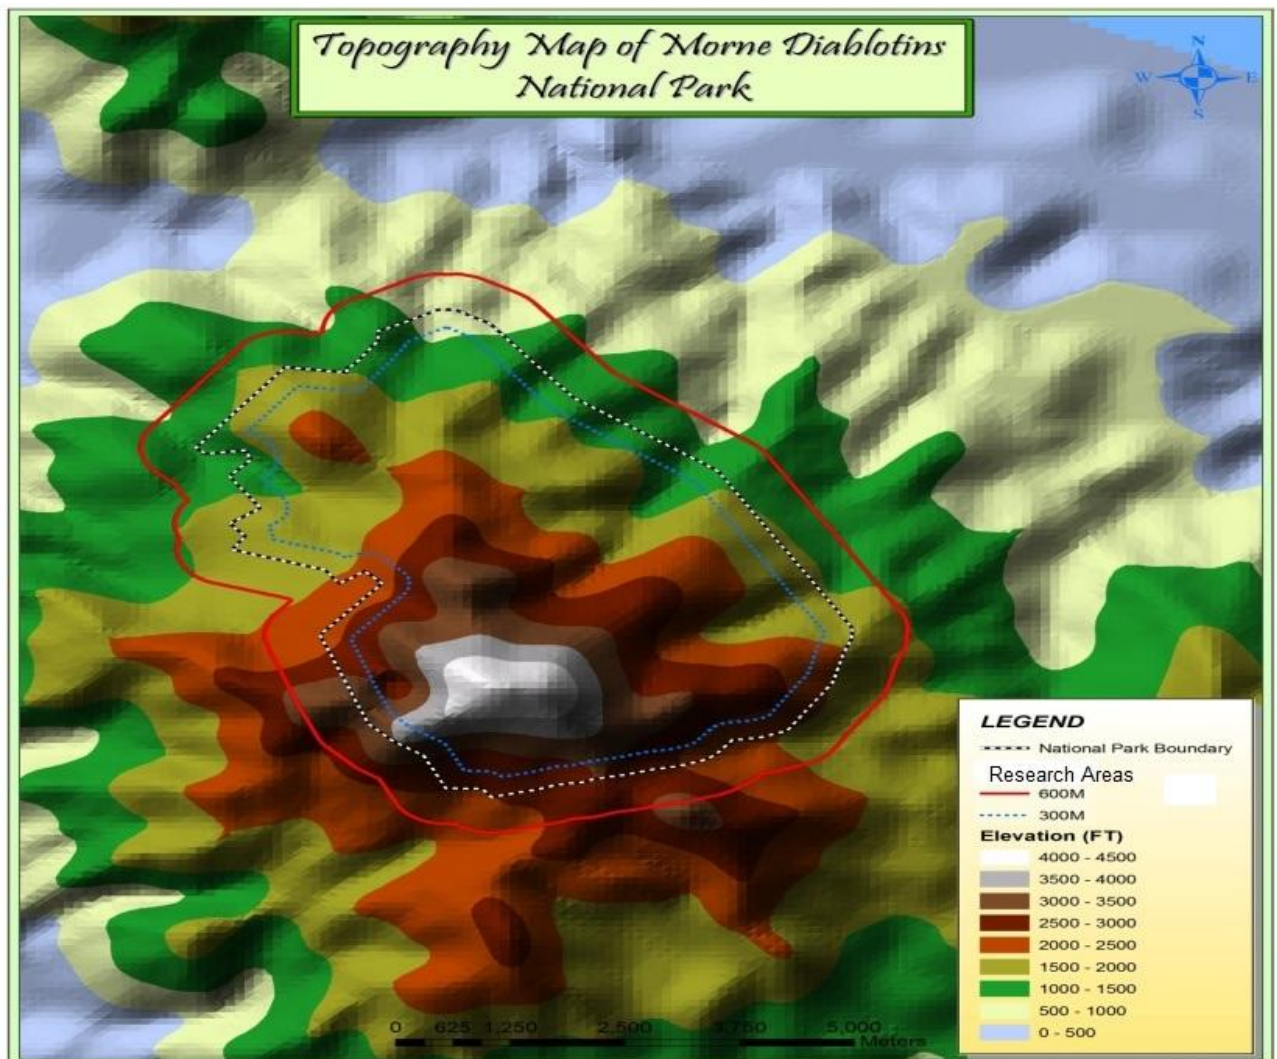 Topography Map of Morne Diablotins
National Park
N
W E
S
LEGEND
National Park Boundary
Research Areas
600M
300M
Elevation (FT)
4000 - 4500
3500 - 4000
3000 - 3500
2500 - 3000
2000 - 2500
1500 - 2000
1000 - 1500
500 - 1000
0 - 500
0 625 1,250 2,500 3,750 5,000
Meters